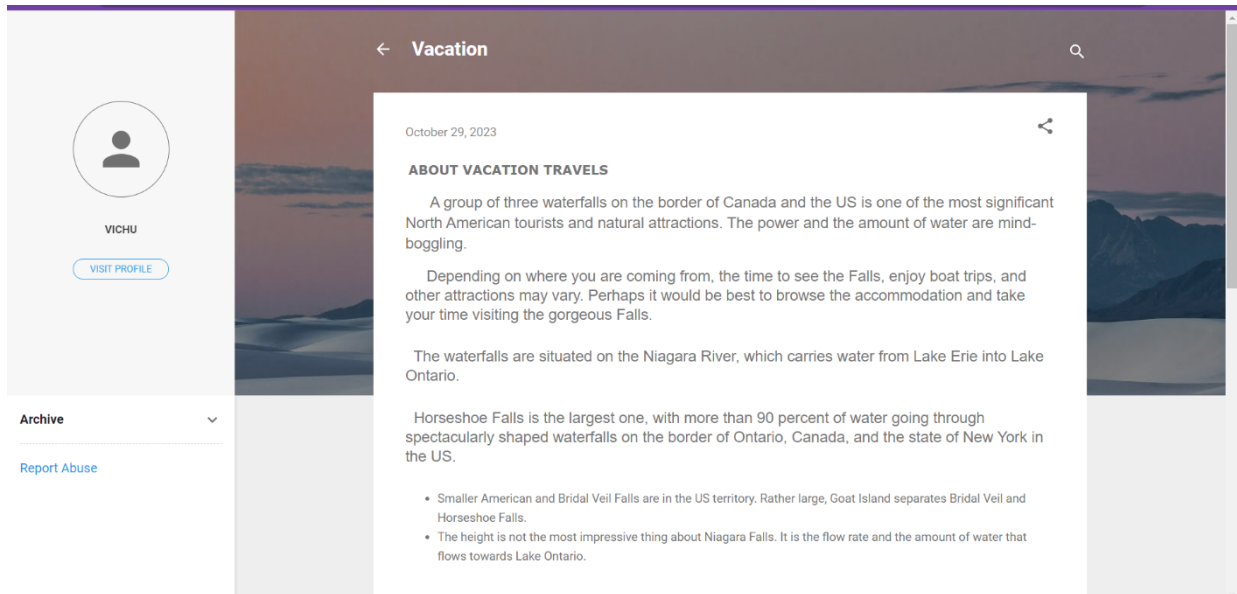 Vacation
VICHU
VISIT PROFILE
Archive
Report Abuse
October 29, 2023
ABOUT VACATION TRAVELS
A group of three waterfalls on the border of Canada and the US is one of the most significant
North American tourists and natural attractions. The power and the amount of water are mind-
boggling.
Depending on where you are coming from, the time to see the Falls, enjoy boat trips, and
other attractions may vary. Perhaps it would be best to browse the accommodation and take
your time visiting the gorgeous Falls.
The waterfalls are situated on the Niagara River, which carries water from Lake Erie into Lake
Ontario.
Horseshoe Falls is the largest one, with more than 90 percent of water going through
spectacularly shaped waterfalls on the border of Ontario, Canada, and the state of New York in
the US.
• Smaller American and Bridal Veil Falls are in the US territory. Rather large, Goat Island separates Bridal Veil and
Horseshoe Falls.
• The height is not the most impressive thing about Niagara Falls. It is the flow rate and the amount of water that
flows towards Lake Ontario.